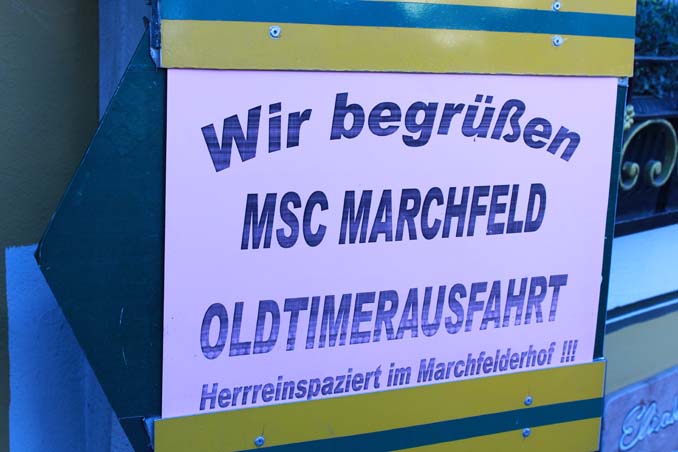 Wir begrüßen
MSC MARCHFELD
OLDTIMERAUSFAHRT
Herrreinspaziert im Marchfelderhof !!!